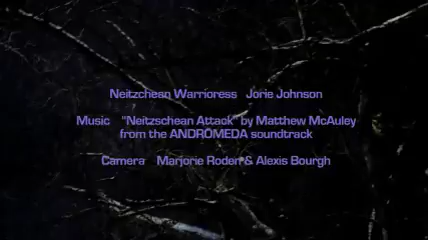 Neitzchean Warrioress Jorie Johnson
Music "Neitzschean Attack" by Matthew McAuley
from the ANDROMEDA soundtrack
Camera Marjorie Roden & Alexis Bourgh